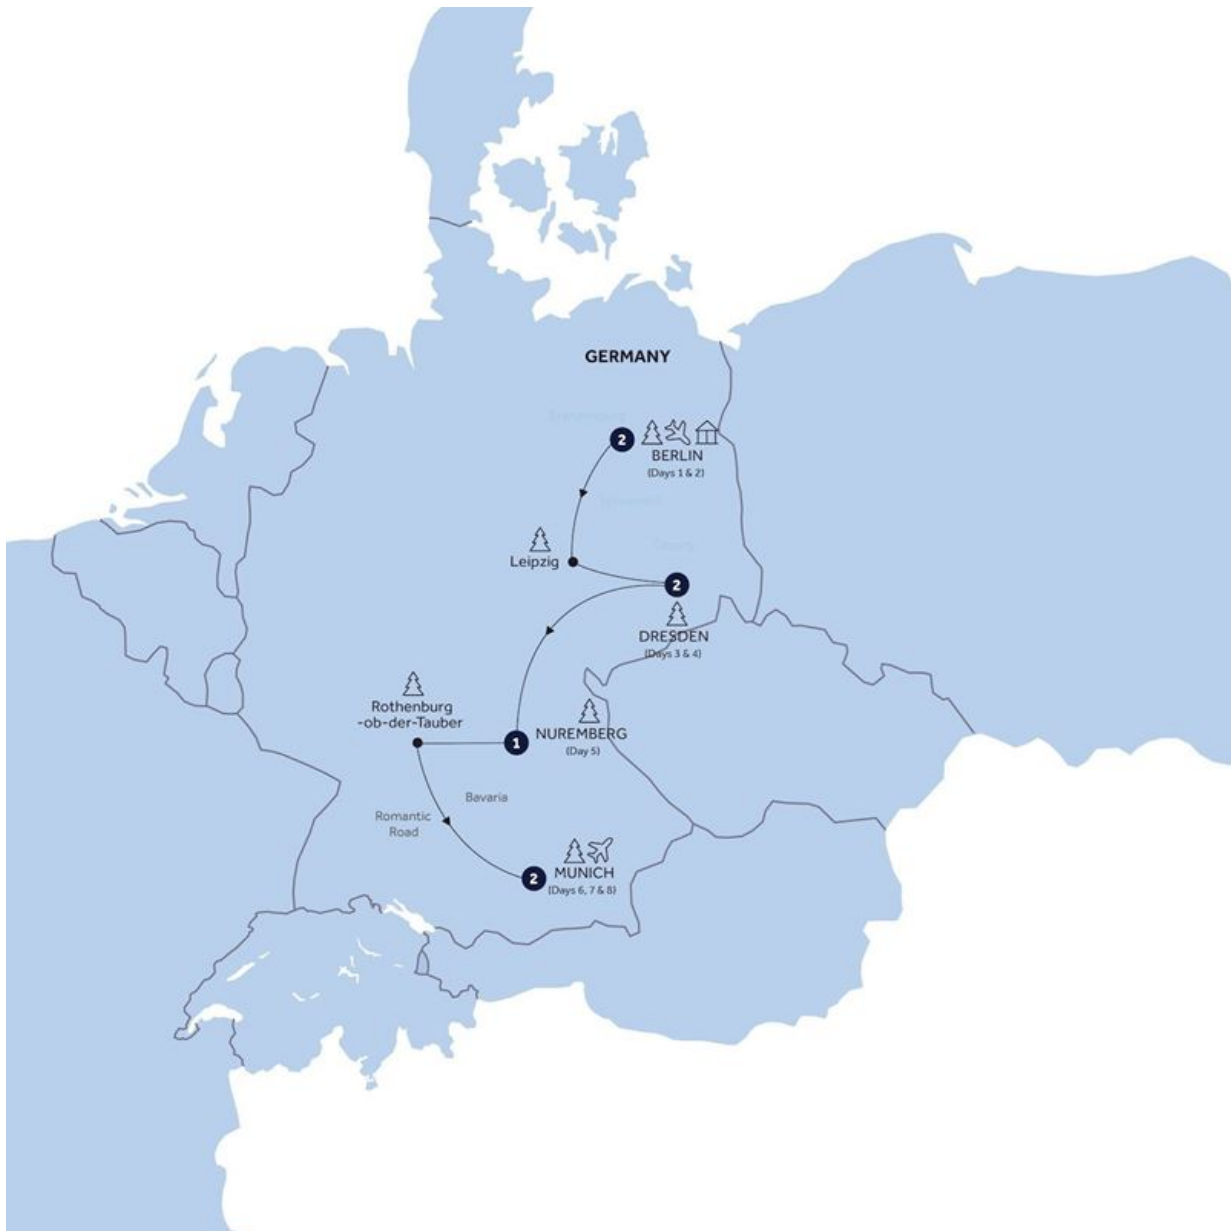 GERMANY
2
BERLIN
(Days 1 & 2)
Leipzig
2
DRESDEN
(Days 3 & 4)
Rothenburg
-ob-der-Tauber
1
NUREMBERG
(Day 5)
Bavaria
Romantic
Road
2
MUNICH
(Days 6, 7 & 8)